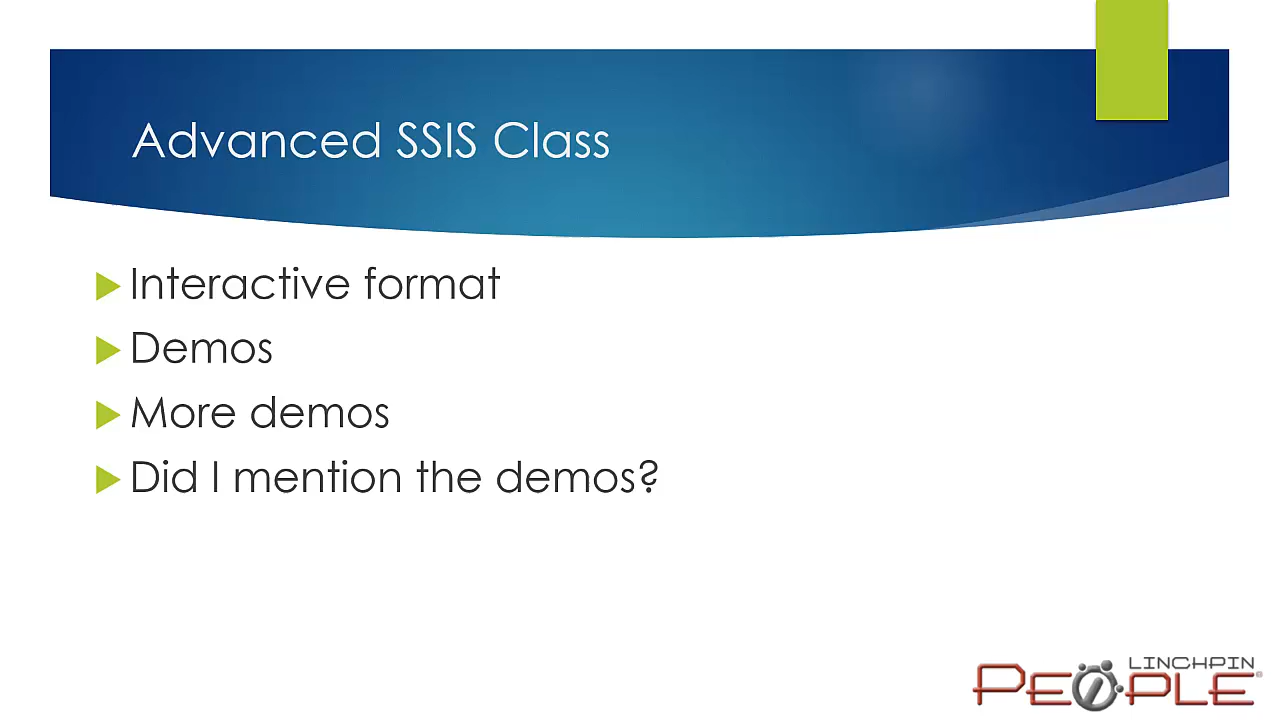 Advanced SSIS Class
Interactive format
Demos
More demos
Did I mention the demos?
LINCHPIN
PEOPLE